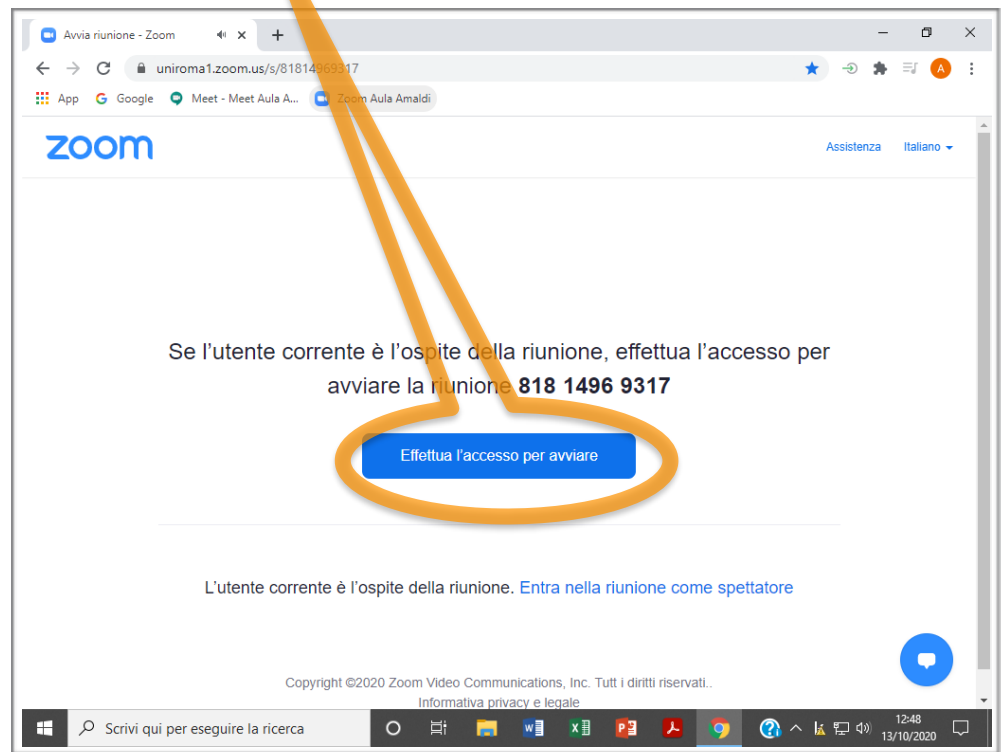 Avvia riunione - Zoom
uniroma1.zoom.us/s/81814969317
A
App Google Meet - Meet Aula A... Zoom Aula Amaldi
zoom
Assistenza Italiano
Se l'utente corrente è l'ospite della riunione, effettua l'accesso per
avviare la riunione 818 1496 9317
Effettua l'accesso per avviare
L'utente corrente è l'ospite della riunione. Entra nella riunione come spettatore
Copyright ©2020 Zoom Video Communications, Inc. Tutt i diritti riservati..
Informativa privacy e legale
Scrivi qui per eseguire la ricerca
12:48
13/10/2020